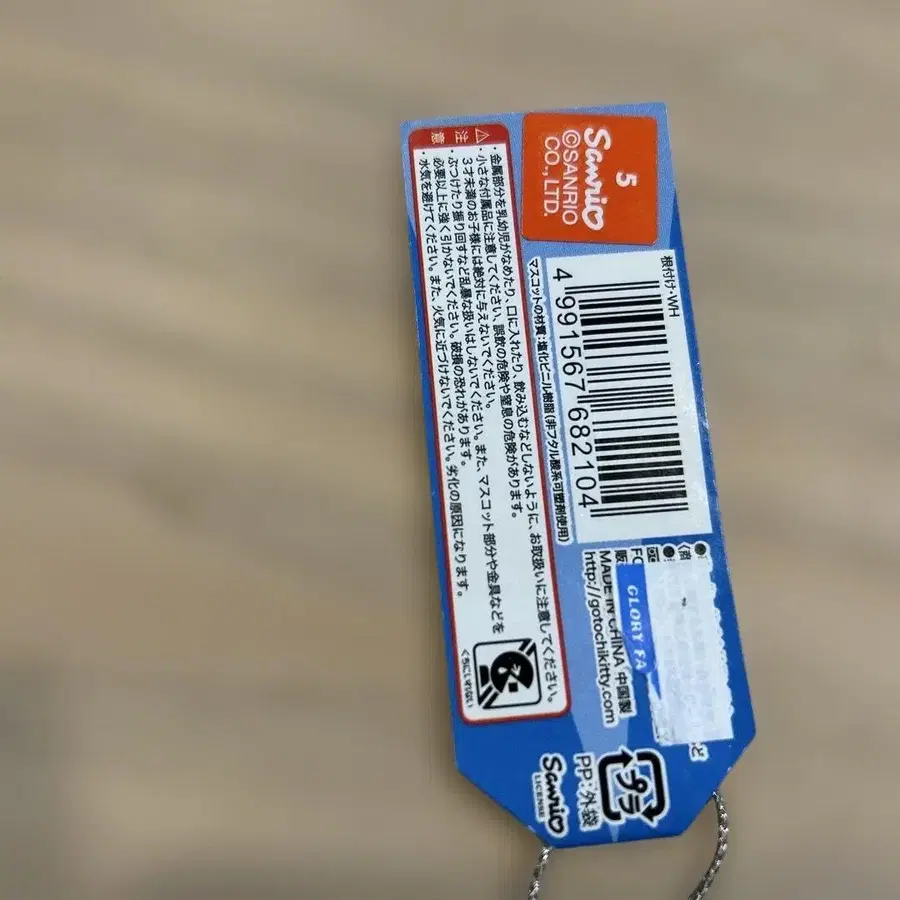 5
Sanrio
©SANRIO
CO., LTD.
根付け・WH
4 991567 682104
マスコットの材質：塩化ビニル樹脂（非フタル酸系可塑剤使用）
⚠注意
・金属部分を乳幼児がなめたり、口に入れたり、飲み込むなどしないように、お取扱いに注意してください。
・小さな付属品に注意してください。誤飲の危険や窒息の危険があります。
3才未満のお子様には絶対に与えないでください。
・ぶつけたり振り回すなど乱暴な扱いはしないでください。また、マスコット部分や金具などを
必要以上に強く引かないでください。破損の恐れがあります。
・水気を避けてください。また、火気に近づけないでください。劣化の原因になります。
くちにいれない
GLORY FA
MADE IN CHINA 中国製
http://gotochikitty.com
プラ
PP：外袋
Sanrio
LICENSE